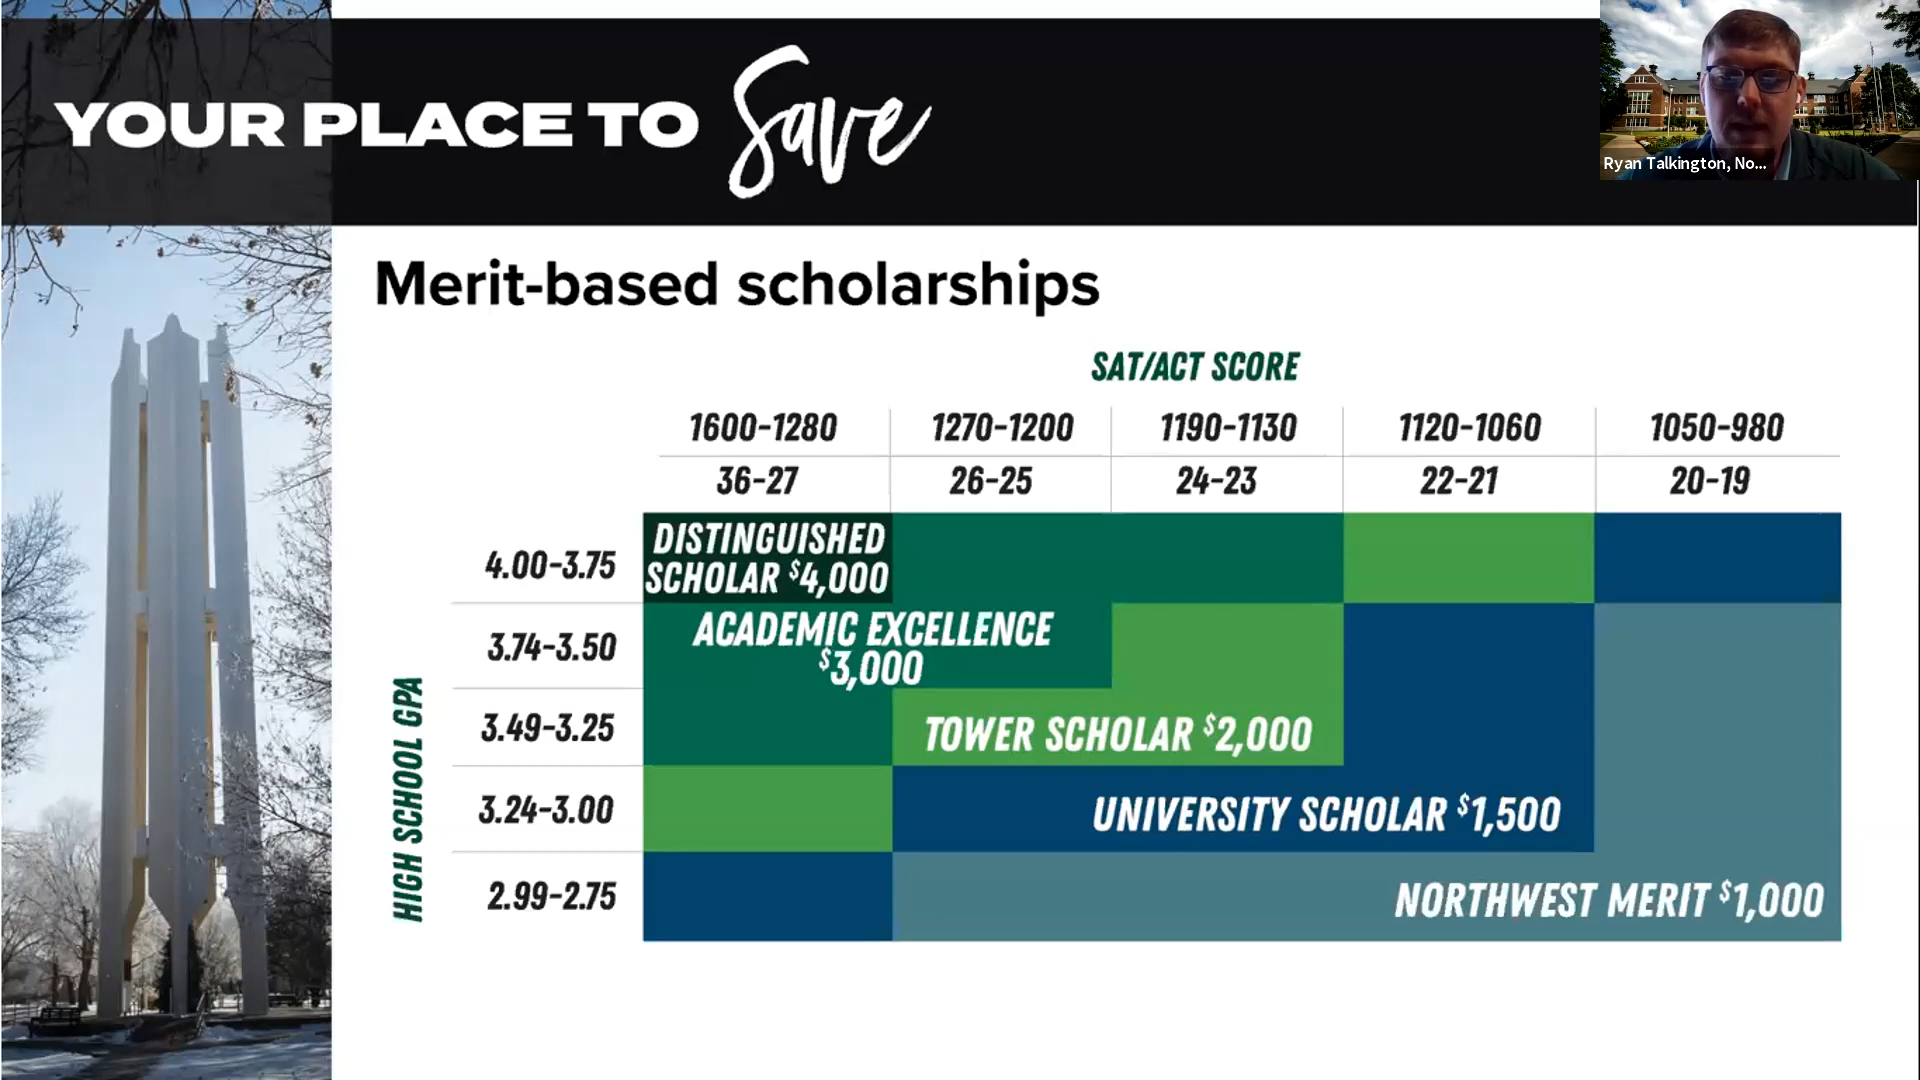 YOUR PLACE TO Save
Ryan Talkington, No...
Merit-based scholarships
SAT/ACT SCORE
1600-1280 1270-1200 1190-1130 1120-1060 1050-980
36-27 26-25 24-23 22-21 20-19
HIGH SCHOOL GPA
4.00-3.75
DISTINGUISHED
SCHOLAR $4,000
3.74-3.50
ACADEMIC EXCELLENCE
$3,000
3.49-3.25
TOWER SCHOLAR $2,000
3.24-3.00
UNIVERSITY SCHOLAR $1,500
2.99-2.75
NORTHWEST MERIT $1,000